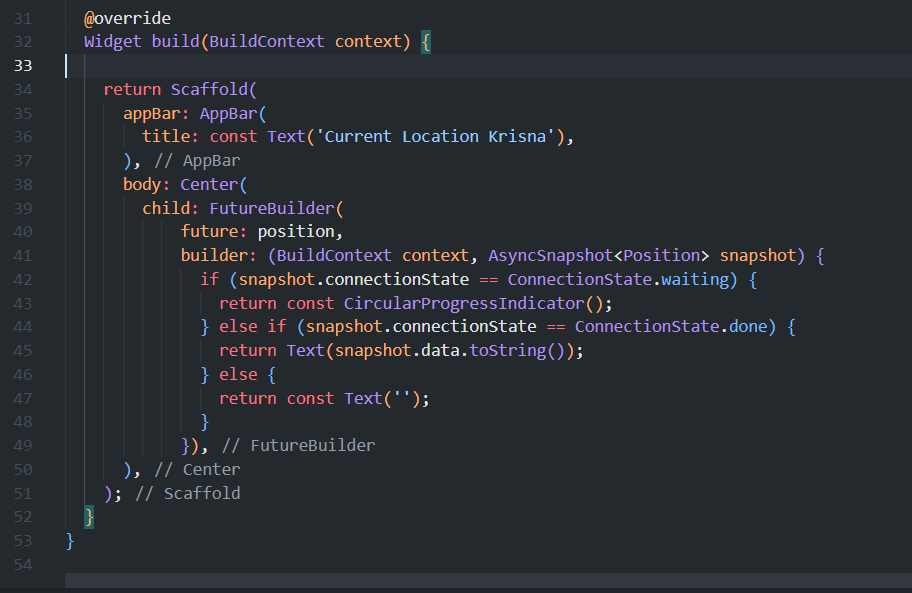 31 @override
32 Widget build(BuildContext context) {
33
34 return Scaffold(
35 appBar: AppBar(
36 title: const Text('Current Location Krisna'),
37 ), // AppBar
38 body: Center(
39 child: FutureBuilder(
40 future: position,
41 builder: (BuildContext context, AsyncSnapshot<Position> snapshot) {
42 if (snapshot.connectionState == ConnectionState.waiting) {
43 return const CircularProgressIndicator();
44 } else if (snapshot.connectionState == ConnectionState.done) {
45 return Text(snapshot.data.toString());
46 } else {
47 return const Text('');
48 }
49 }), // FutureBuilder
50 ), // Center
51 ); // Scaffold
52 }
53 }
54